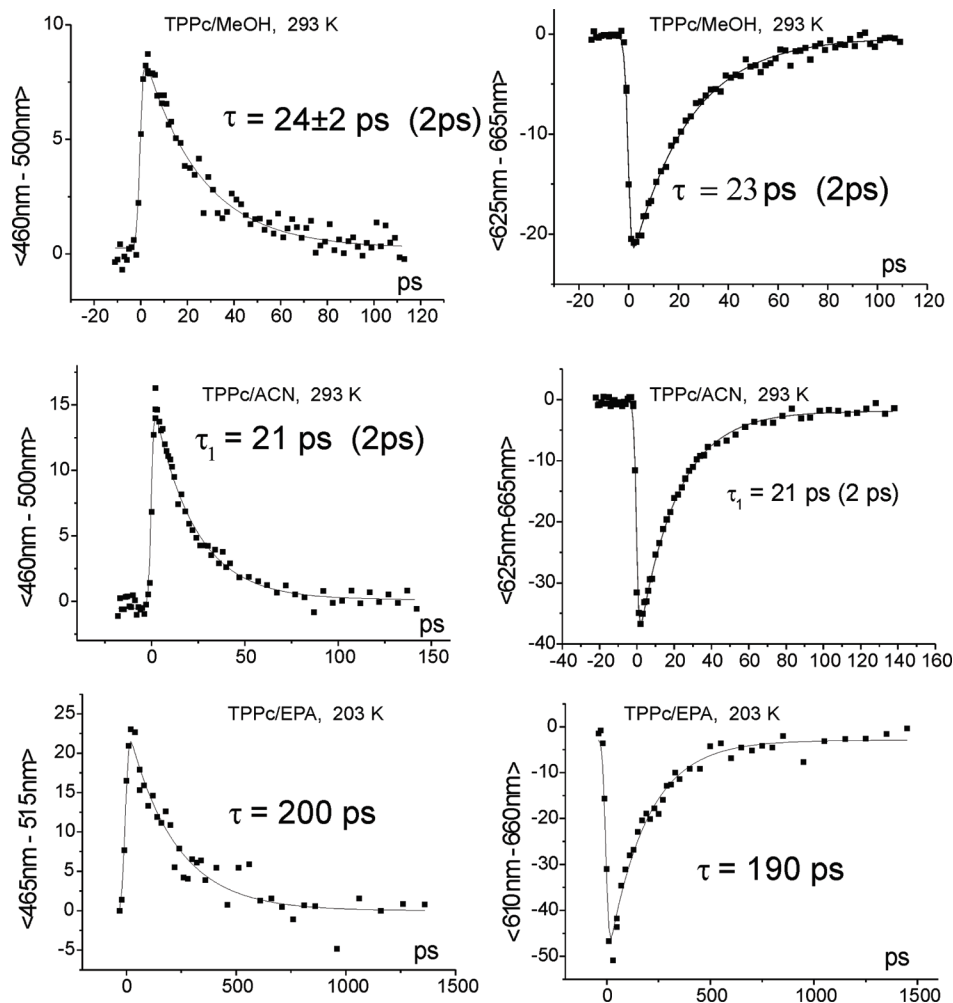 TPPc/MeOH, 293 K
<460nm - 500nm>
10
8
6
4
2
0
-2
τ = 24±2 ps (2ps)
ps
-20 0 20 40 60 80 100 120
TPPc/MeOH, 293 K
<625nm - 665nm>
0
-10
-20
τ = 23 ps (2ps)
ps
-20 0 20 40 60 80 100 120
TPPc/ACN, 293 K
<460nm - 500nm>
15
10
5
0
τ1 = 21 ps (2ps)
ps
0 50 100 150
TPPc/ACN, 293 K
<625nm-665nm>
0
-10
-20
-30
-40
τ1 = 21 ps (2 ps)
-40 -20 0 20 40 60 80 100 120 140 160
TPPc/EPA, 203 K
<465nm - 515nm>
25
20
15
10
5
0
-5
τ = 200 ps
ps
0 500 1000 1500
TPPc/EPA, 203 K
<610nm - 660nm>
0
-10
-20
-30
-40
-50
τ = 190 ps
ps
0 500 1000 1500